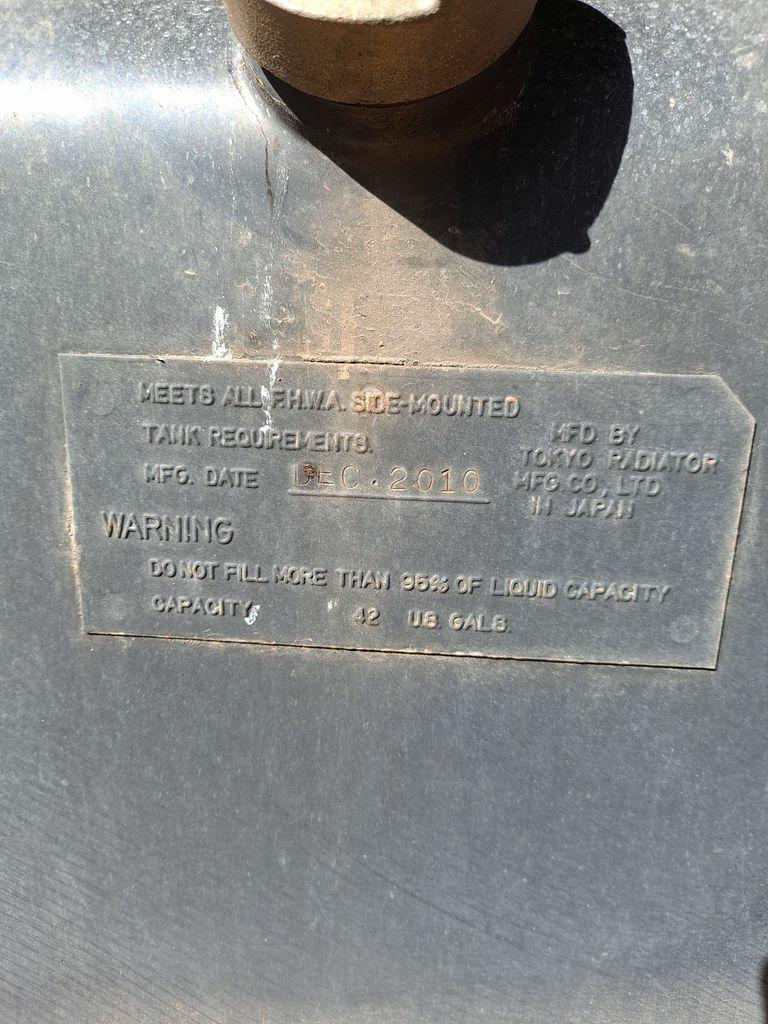 MEETS ALL F.H.W.A. SIDE-MOUNTED
TANK REQUIREMENTS.
MFG. DATE DEC.2010
MFD BY
TOKYO RADIATOR
MFG. CO., LTD
IN JAPAN
WARNING
DO NOT FILL MORE THAN 95% OF LIQUID CAPACITY
CAPACITY 42 U.S. GALS.